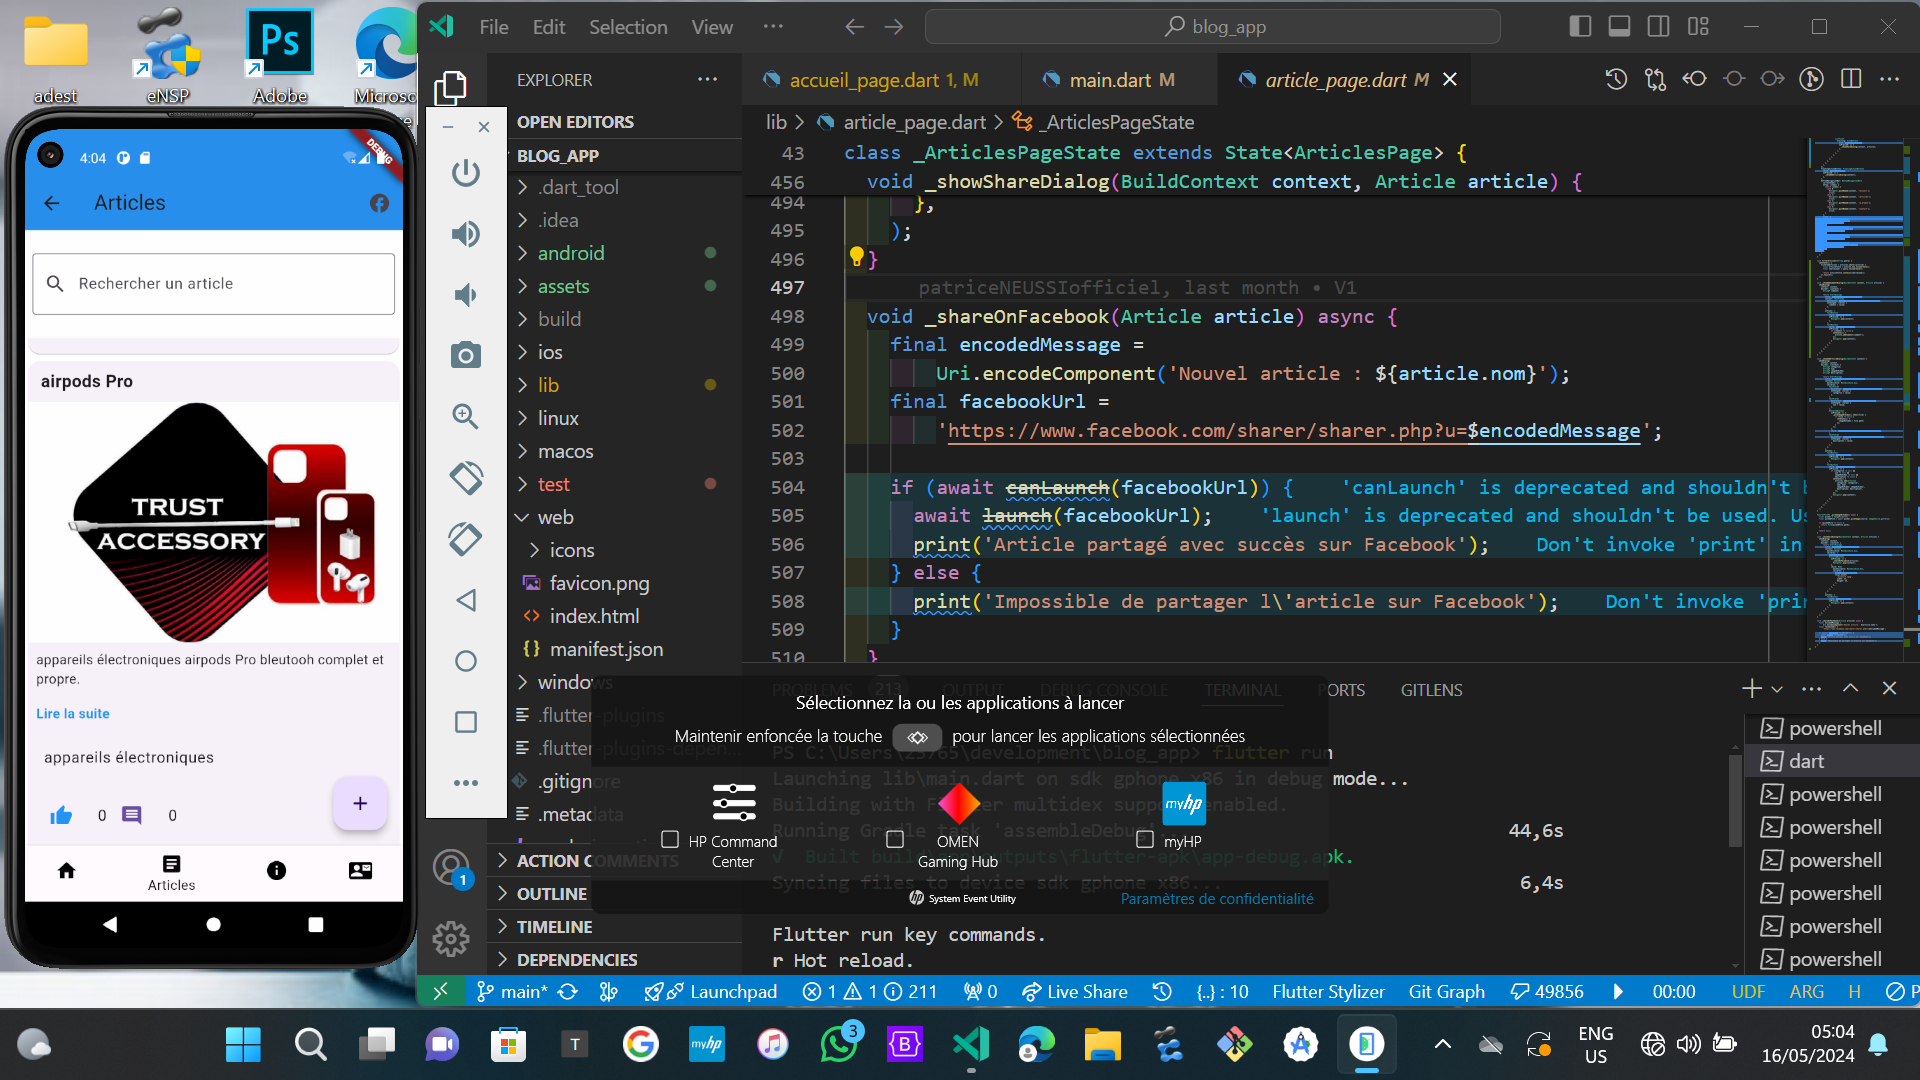 adest
eNSP
Ps
Adobe
Microso
4:04
DEBUG
Articles
Rechercher un article
airpods Pro
TRUST
ACCESSORY
appareils électroniques airpods Pro bleutooh complet et
propre.
Lire la suite
appareils électroniques
0
0
+
Articles
File Edit Selection View ...
blog_app
EXPLORER
accueil_page.dart 1, M
main.dart M
article_page.dart M
OPEN EDITORS
BLOG_APP
.dart_tool
.idea
android
assets
build
ios
lib
linux
macos
test
web
icons
favicon.png
index.html
manifest.json
windows
.flutter-plugins
.flutter-plugins-depen
.gitignore
.metadata
ACTION COMMENTS
OUTLINE
TIMELINE
DEPENDENCIES
1
lib > article_page.dart > _ArticlesPageState
43 class _ArticlesPageState extends State<ArticlesPage> {
456 void _showShareDialog(BuildContext context, Article article) {
494 },
495 );
496 }
497 patriceNEUSSIofficiel, last month • V1
498 void _shareOnFacebook(Article article) async {
499 final encodedMessage =
500 Uri.encodeComponent('Nouvel article : ${article.nom}');
501 final facebookUrl =
502 'https://www.facebook.com/sharer/sharer.php?u=$encodedMessage';
503
504 if (await canLaunch(facebookUrl)) { 'canLaunch' is deprecated and shouldn't b
505 await launch(facebookUrl); 'launch' is deprecated and shouldn't be used. Us
506 print('Article partagé avec succès sur Facebook'); Don't invoke 'print' in
507 } else {
508 print('Impossible de partager l\'article sur Facebook'); Don't invoke 'prin
509 }
510 }
PROBLEMS 213 OUTPUT DEBUG CONSOLE TERMINAL PORTS GITLENS
Sélectionnez la ou les applications à lancer
Maintenir enfoncée la touche pour lancer les applications sélectionnées
HP Command
Center
OMEN
Gaming Hub
myhp
myHP
System Event Utility
Paramètres de confidentialité
PS C:\Users\23765\development\blog_app> flutter run
Launching lib\main.dart on sdk gphone x86 in debug mode...
Building with Flutter multidex support enabled.
Running Gradle task 'assembleDebug'... 44,6s
√ Built build\app\outputs\flutter-apk\app-debug.apk.
Syncing files to device sdk gphone x86... 6,4s
Flutter run key commands.
r Hot reload.
powershell
dart
powershell
powershell
powershell
powershell
powershell
powershell
main* Launchpad 1 1 211 0 Live Share {..} : 10 Flutter Stylizer Git Graph 49856 00:00 UDF ARG H P
T
myhp
3
B
ENG
US
05:04
16/05/2024